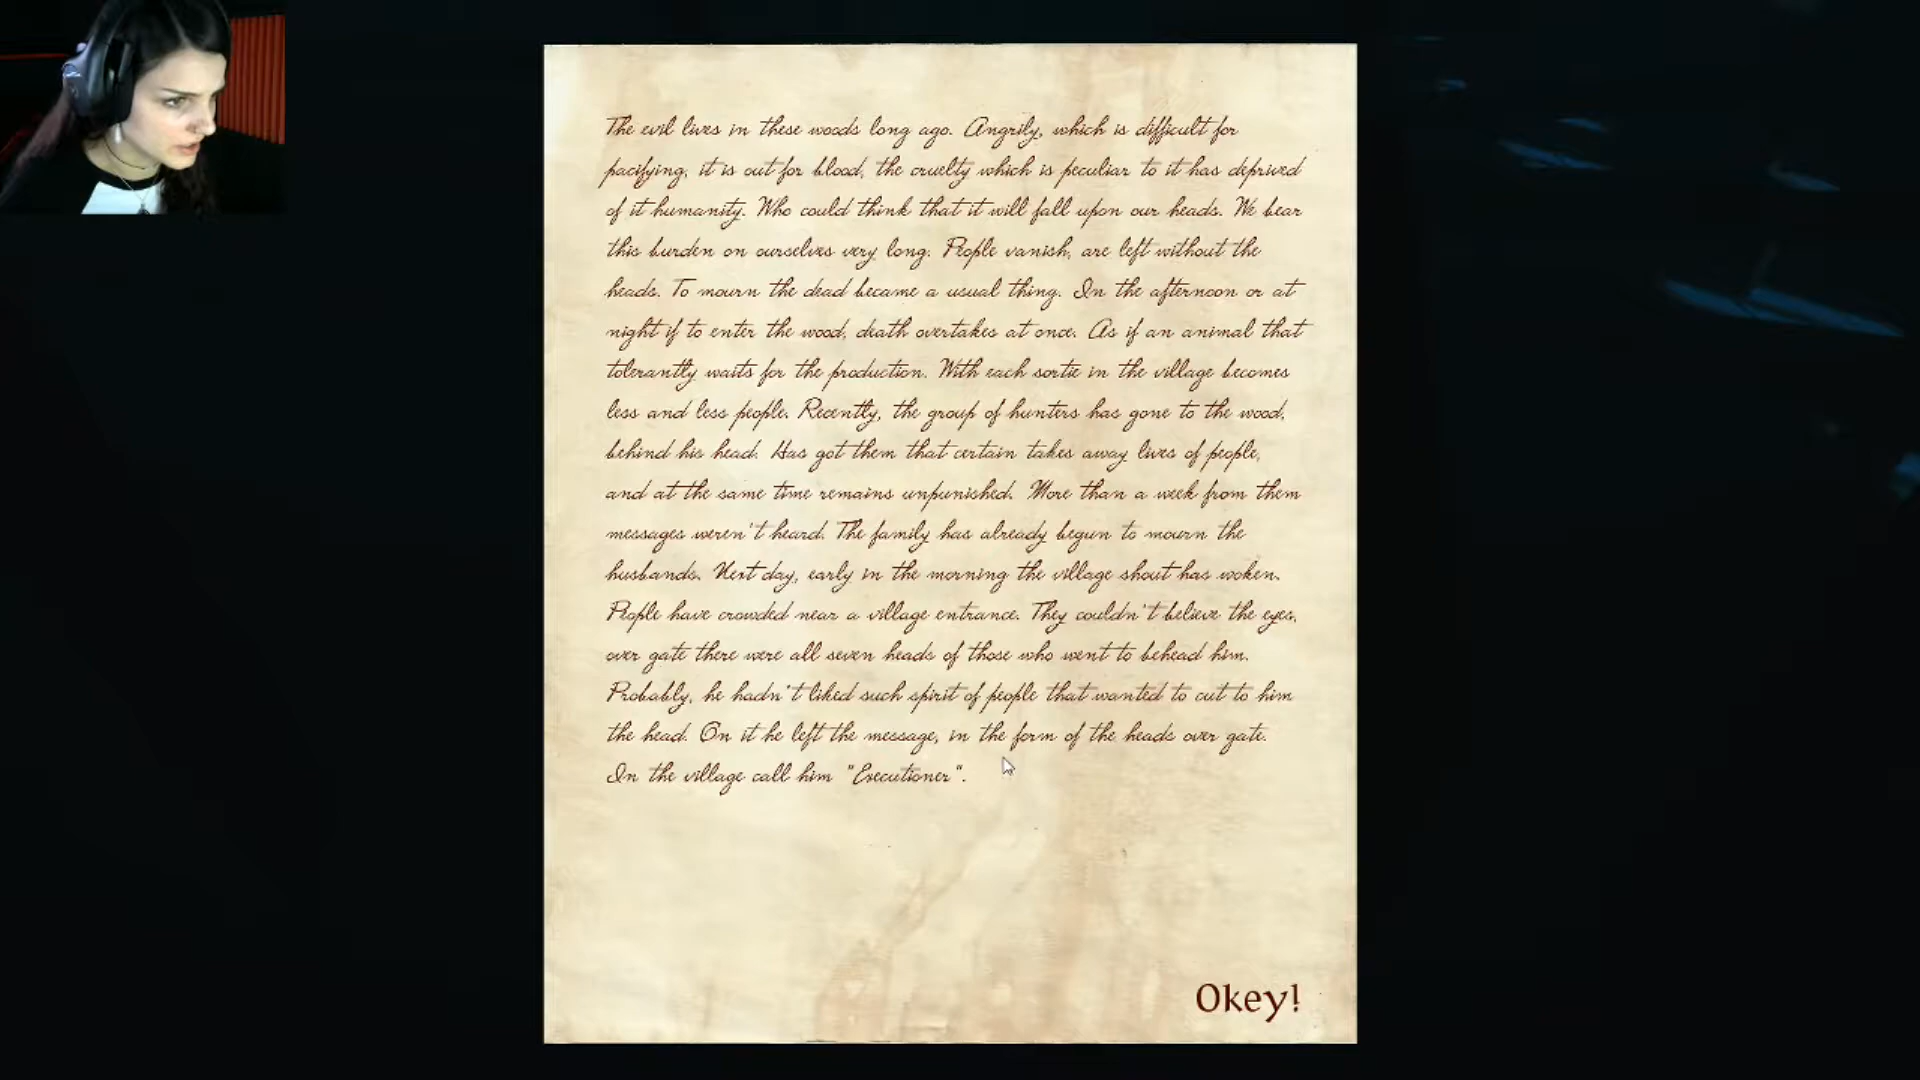 The evil lives in these woods long ago. Angrily, which is difficult for
pacifying, it is out for blood, the cruelty which is peculiar to it has deprived
of it humanity. Who could think that it will fall upon our heads. We bear
this burden on ourselves very long. People vanish, are left without the
heads. To mourn the dead became a usual thing. In the afternoon or at
night if to enter the wood, death overtakes at once. As if an animal that
tolerantly waits for the production. With each sortie in the village becomes
less and less people. Recently, the group of hunters has gone to the wood,
behind his head. Has got them that certain takes away lives of people,
and at the same time remains unpunished. More than a week from them
messages weren't heard. The family has already begun to mourn the
husbands. Next day, early in the morning the village shout has woken.
People have crowded near a village entrance. They couldn't believe the eyes,
over gate there were all seven heads of those who went to behead him.
Probably, he hadn't liked such spirit of people that wanted to cut to him
the head. On it he left the message, in the form of the heads over gate.
In the village call him "Executioner".
Okey!